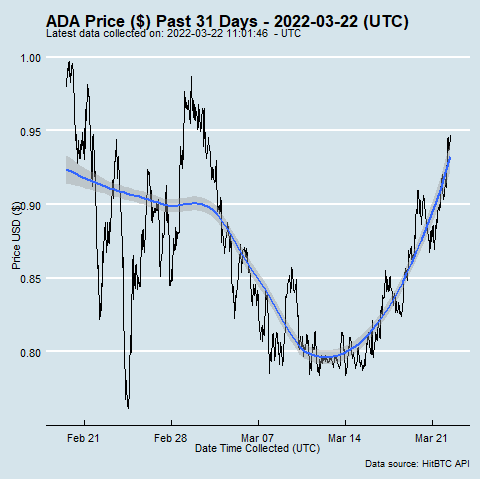 ADA Price ($) Past 31 Days - 2022-03-22 (UTC)
Latest data collected on: 2022-03-22 11:01:46 - UTC
1.00
0.95
0.90
0.85
0.80
Price USD ($)
Feb 21 Feb 28 Mar 07 Mar 14 Mar 21
Date Time Collected (UTC)
Data source: HitBTC API